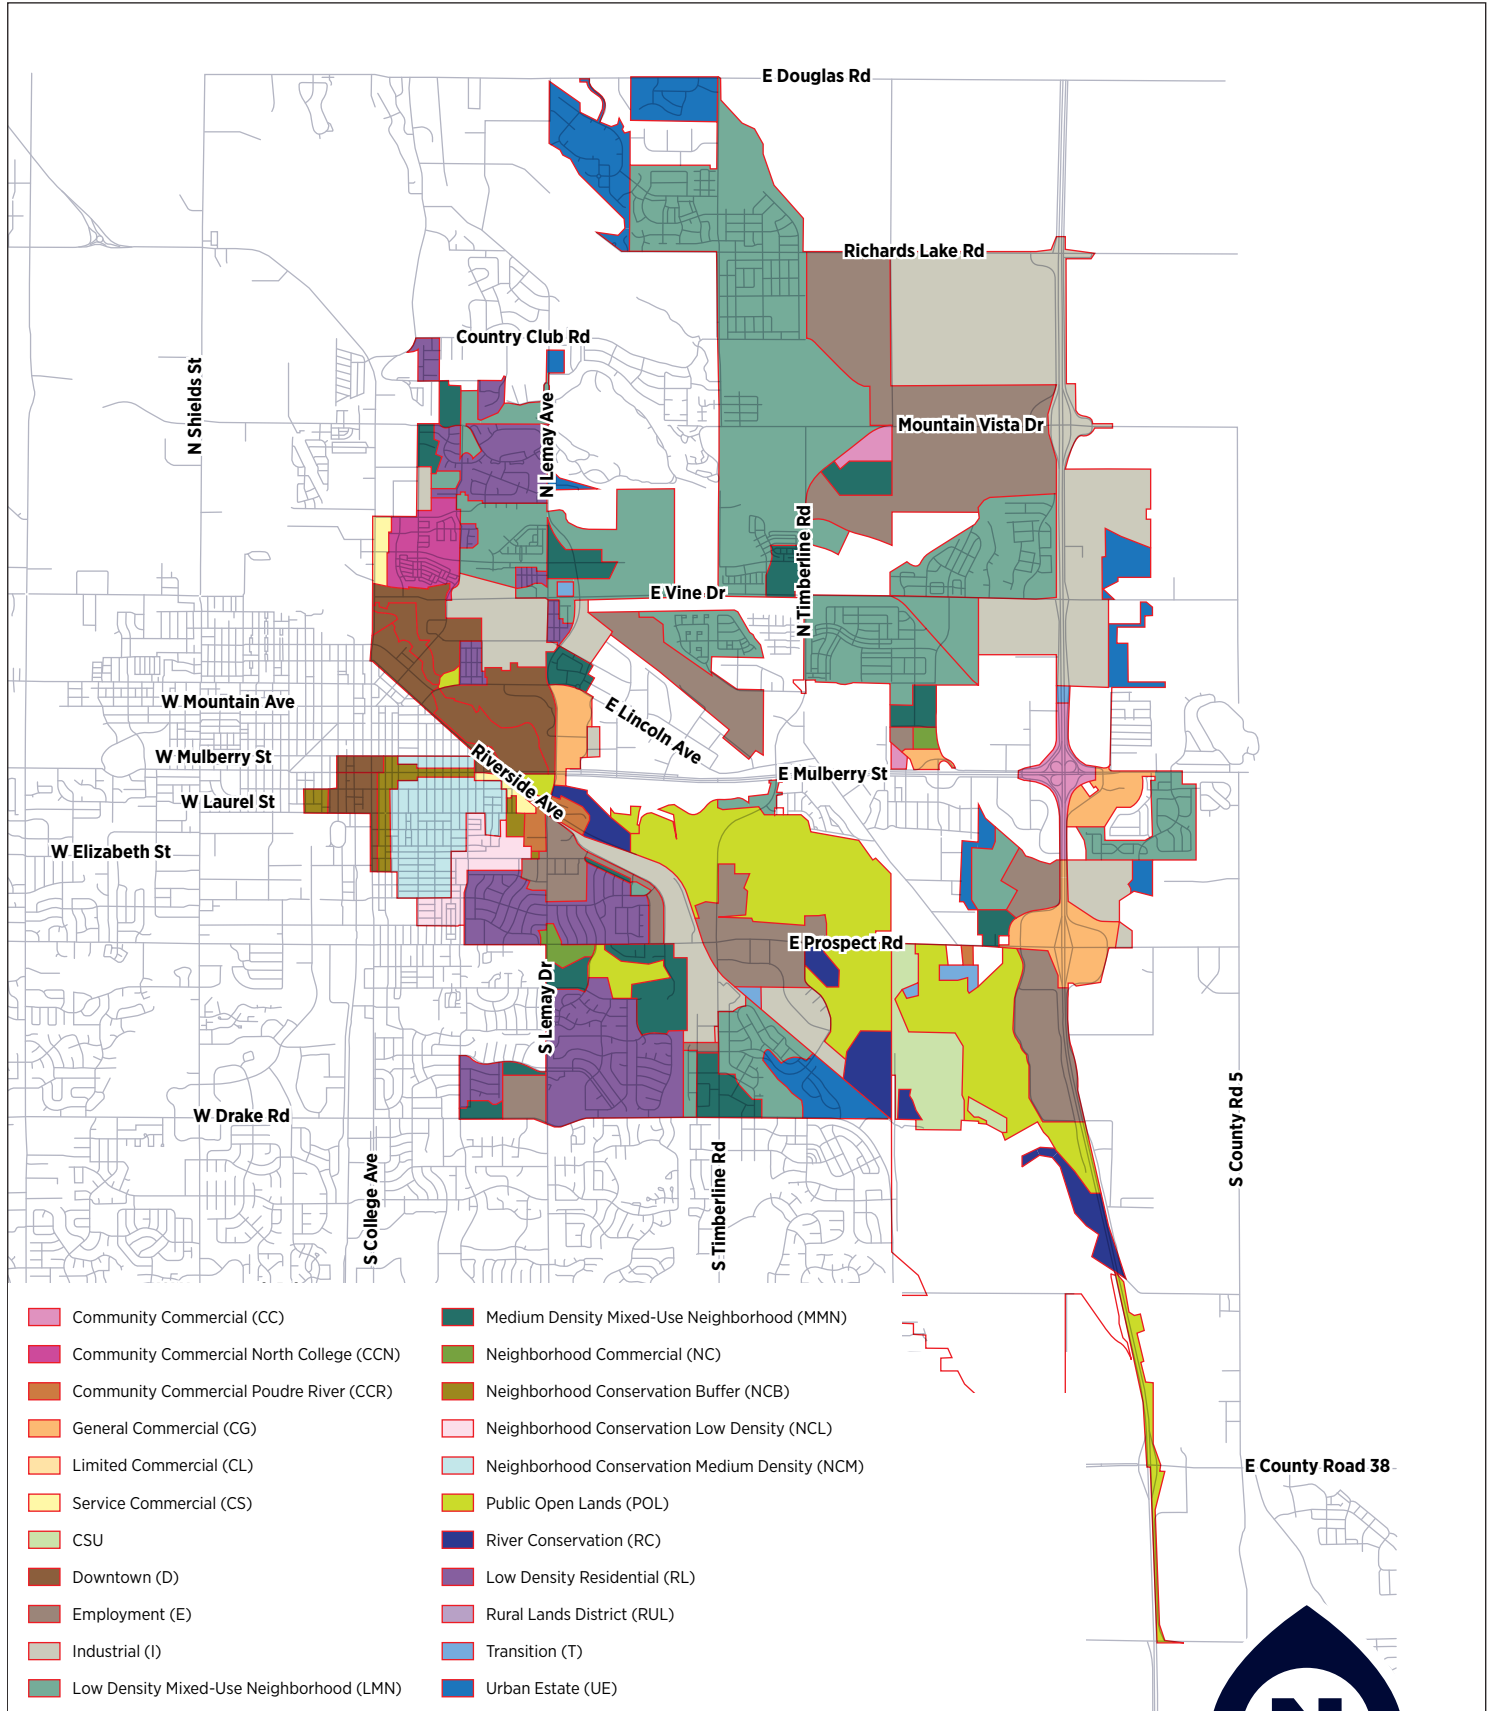 E Douglas Rd
Richards Lake Rd
Country Club Rd
N Shields St
N Lemay Ave
Mountain Vista Dr
N Timberline Rd
E Vine Dr
W Mountain Ave
E Lincoln Ave
W Mulberry St
Riverside Ave
E Mulberry St
W Laurel St
W Elizabeth St
E Prospect Rd
S Lemay Dr
W Drake Rd
S County Rd 5
S College Ave
S Timberline Rd
E County Road 38
Community Commercial (CC)
Community Commercial North College (CCN)
Community Commercial Poudre River (CCR)
General Commercial (CG)
Limited Commercial (CL)
Service Commercial (CS)
CSU
Downtown (D)
Employment (E)
Industrial (I)
Low Density Mixed-Use Neighborhood (LMN)
Medium Density Mixed-Use Neighborhood (MMN)
Neighborhood Commercial (NC)
Neighborhood Conservation Buffer (NCB)
Neighborhood Conservation Low Density (NCL)
Neighborhood Conservation Medium Density (NCM)
Public Open Lands (POL)
River Conservation (RC)
Low Density Residential (RL)
Rural Lands District (RUL)
Transition (T)
Urban Estate (UE)
N